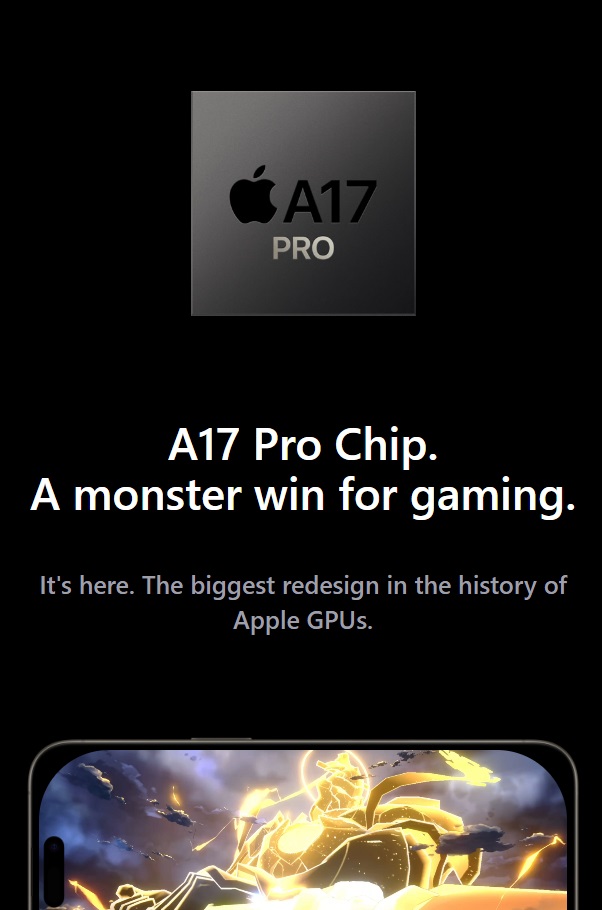 A17
PRO
A17 Pro Chip.
A monster win for gaming.
It's here. The biggest redesign in the history of
Apple GPUs.